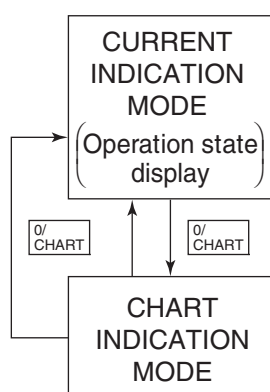 CURRENT
INDICATION
MODE
(Operation state
display)
0/
CHART
0/
CHART
CHART
INDICATION
MODE